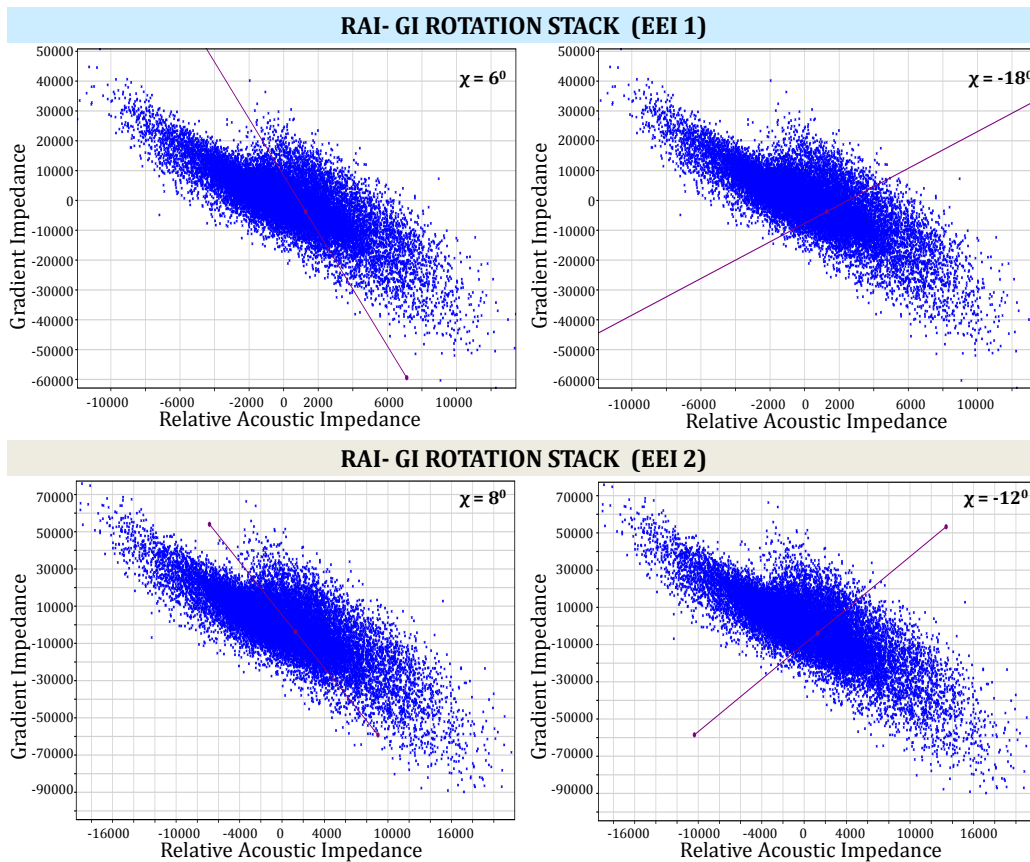 RAI- GI ROTATION STACK (EEI 1)
χ = 6⁰
50000
40000
30000
20000
10000
0
-10000
-20000
-30000
-40000
-50000
-60000
Gradient Impedance
-10000 -6000 -2000 0 2000 6000 10000
Relative Acoustic Impedance
χ = -18⁰
50000
40000
30000
20000
10000
0
-10000
-20000
-30000
-40000
-50000
-60000
Gradient Impedance
-10000 -6000 -2000 0 2000 6000 10000
Relative Acoustic Impedance
RAI- GI ROTATION STACK (EEI 2)
χ = 8⁰
70000
50000
30000
10000
-10000
-30000
-50000
-70000
-90000
Gradient Impedance
-16000 -10000 -4000 0 4000 10000 16000
Relative Acoustic Impedance
χ = -12⁰
70000
50000
30000
10000
-10000
-30000
-50000
-70000
-90000
Gradient Impedance
-16000 -10000 -4000 0 4000 10000 16000
Relative Acoustic Impedance